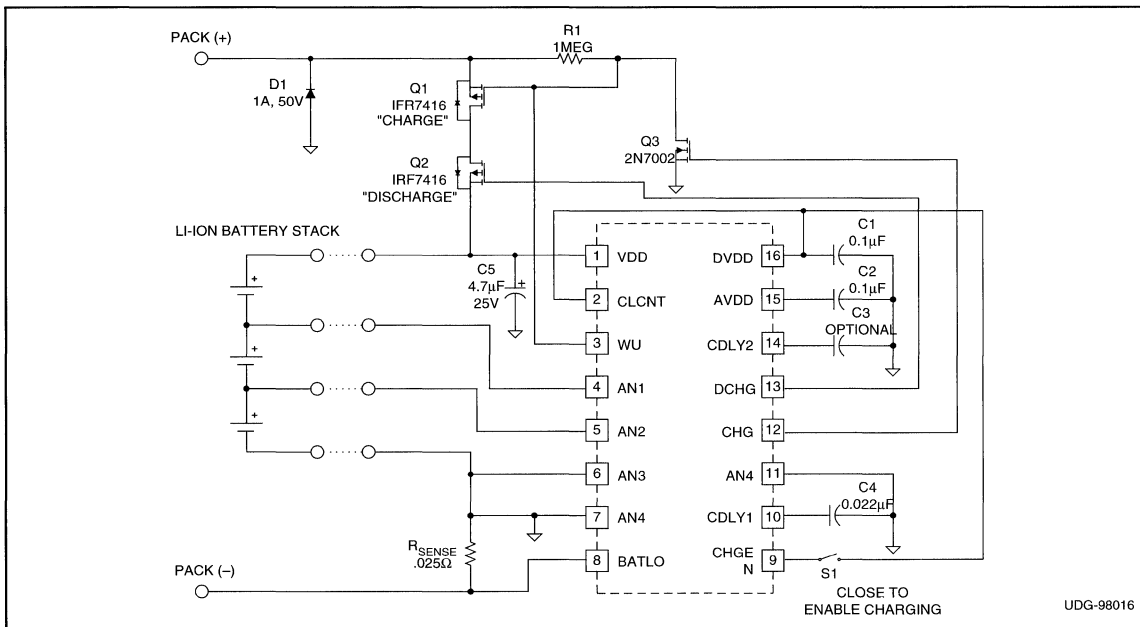 PACK (+)
R1
1MEG
D1
1A, 50V
Q1
IFR7416
"CHARGE"
Q3
2N7002
Q2
IRF7416
"DISCHARGE"
LI-ION BATTERY STACK
+
+
+
C5
4.7µF
25V
+
1 VDD
2 CLCNT
3 WU
4 AN1
5 AN2
6 AN3
7 AN4
8 BATLO
DVDD 16
AVDD 15
CDLY2 14
DCHG 13
CHG 12
AN4 11
CDLY1 10
CHGE
N
9
C1
0.1µF
C2
0.1µF
C3
OPTIONAL
C4
0.022µF
RSENSE
.025Ω
PACK (–)
S1
CLOSE TO
ENABLE CHARGING
UDG-98016